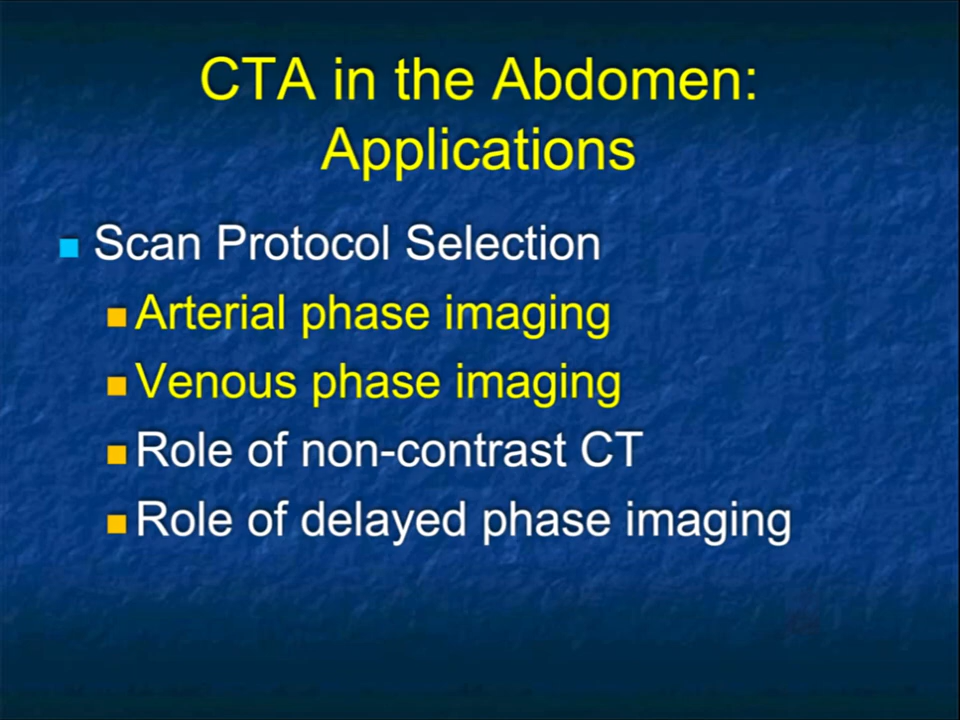 CTA in the Abdomen:
Applications
Scan Protocol Selection
Arterial phase imaging
Venous phase imaging
Role of non-contrast CT
Role of delayed phase imaging